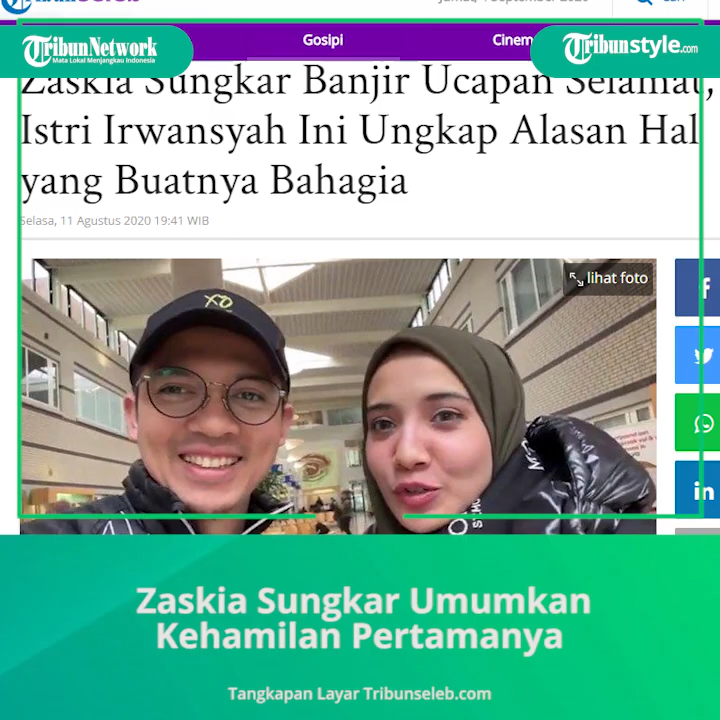 Gosipi
TribunNetwork
Mata Lokal Menjangkau Indonesia
Tribunstyle.com
Zaskia Sungkar Banjir Ucapan Selamat,
Istri Irwansyah Ini Ungkap Alasan Hal
yang Buatnya Bahagia
Selasa, 11 Agustus 2020 19:41 WIB
lihat foto
XO
f
in
Zaskia Sungkar Umumkan
Kehamilan Pertamanya
Tangkapan Layar Tribunseleb.com